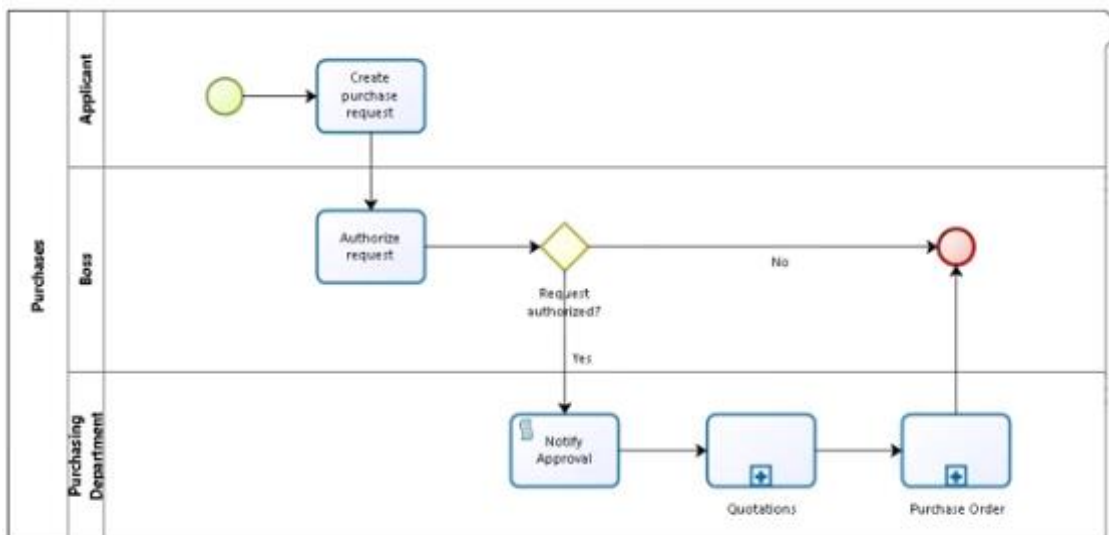 Purchases
Applicant
Create
purchase
request
Boss
Authorize
request
Request
authorized?
No
Yes
Purchasing
Department
Notify
Approval
Quotations
Purchase Order